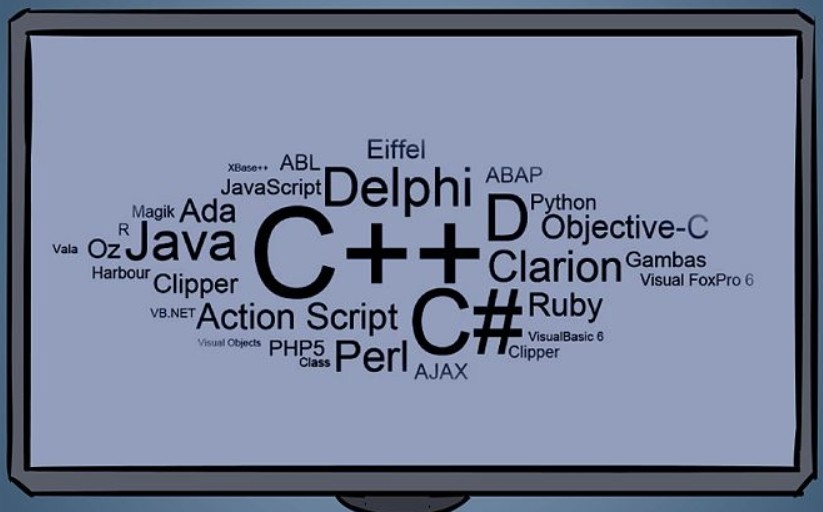 Eiffel
XBase++ ABL
JavaScript Delphi ABAP
Magik Ada D Python
R Objective-C
Vala Oz Java C++ Clarion Gambas
Harbour Clipper Visual FoxPro 6
VB.NET Action Script C# Ruby
Visual Objects PHP5 VisualBasic 6
Class Perl Clipper
AJAX